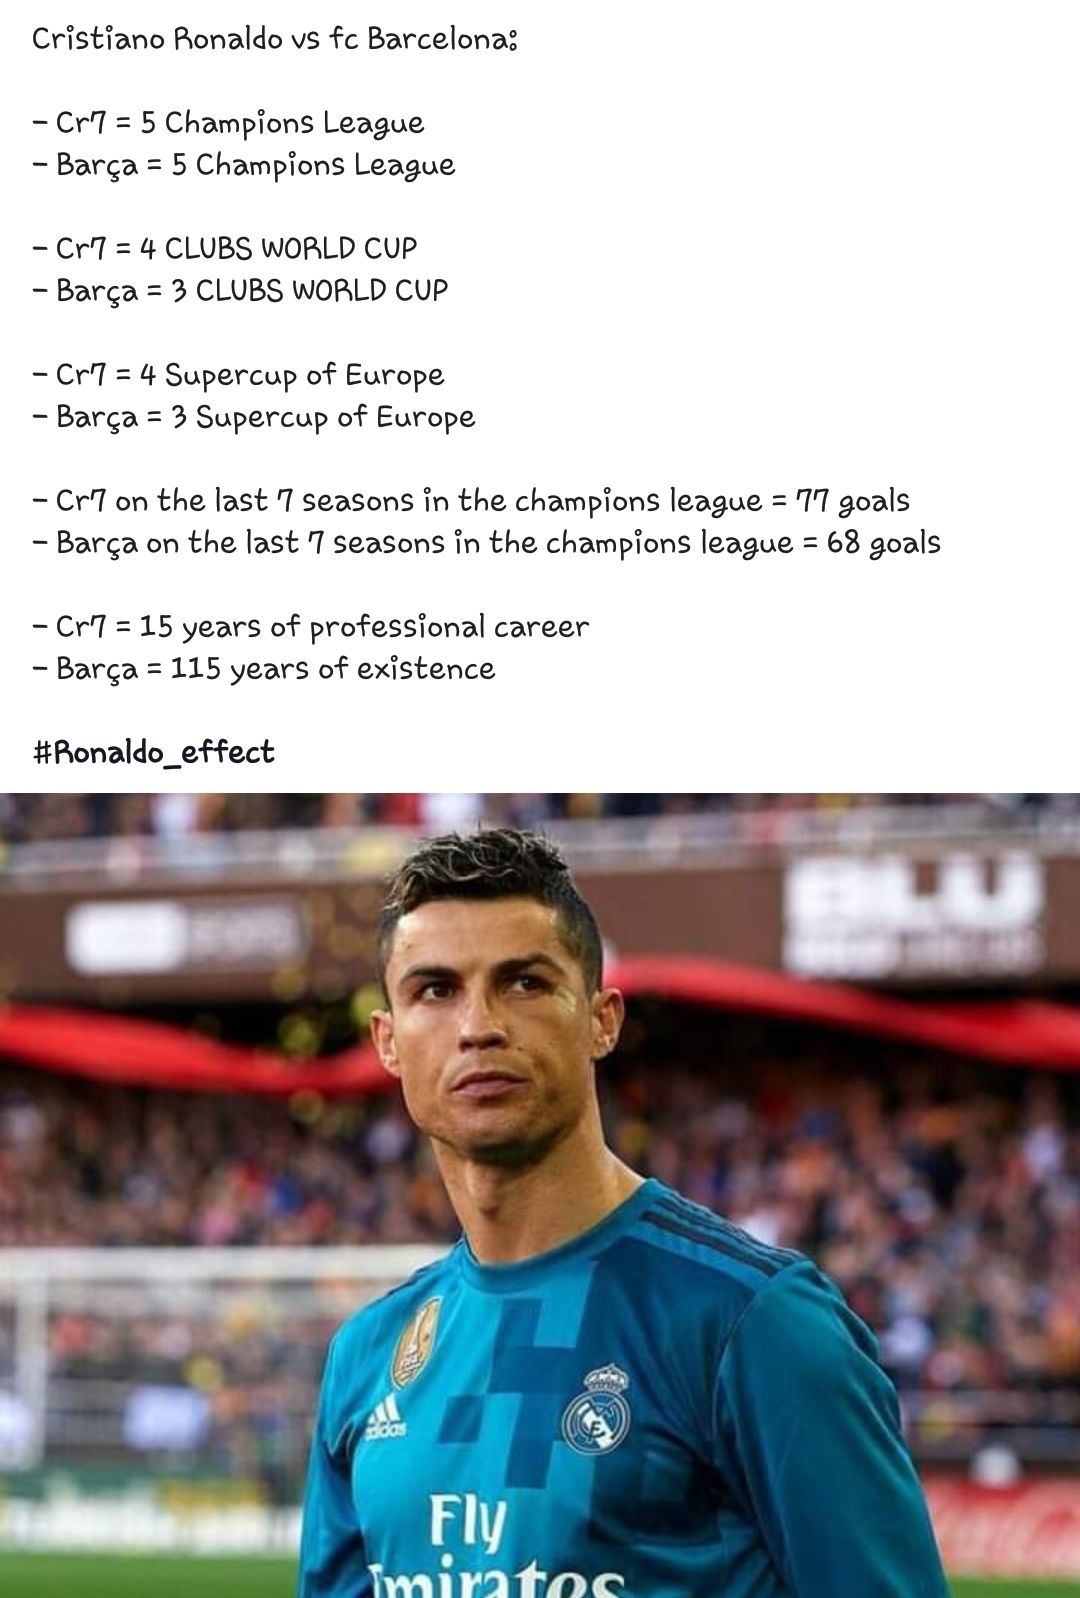 Cristiano Ronaldo vs fc Barcelona:
- Cr7 = 5 Champions League
- Barça = 5 Champions League
- Cr7 = 4 CLUBS WORLD CUP
- Barça = 3 CLUBS WORLD CUP
- Cr7 = 4 Supercup of Europe
- Barça = 3 Supercup of Europe
- Cr7 on the last 7 seasons in the champions league = 77 goals
- Barça on the last 7 seasons in the champions league = 68 goals
- Cr7 = 15 years of professional career
- Barça = 115 years of existence
#Ronaldo_effect
BLU
adidas
Fly
Emirates